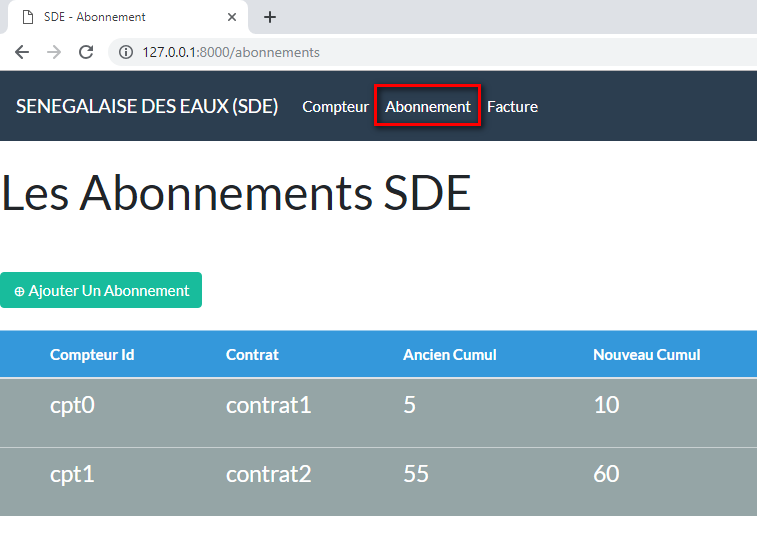 SDE - Abonnement
127.0.0.1:8000/abonnements
SENEGALAISE DES EAUX (SDE) Compteur Abonnement Facture
Les Abonnements SDE
⊕ Ajouter Un Abonnement
Compteur Id Contrat Ancien Cumul Nouveau Cumul
cpt0 contrat1 5 10
cpt1 contrat2 55 60